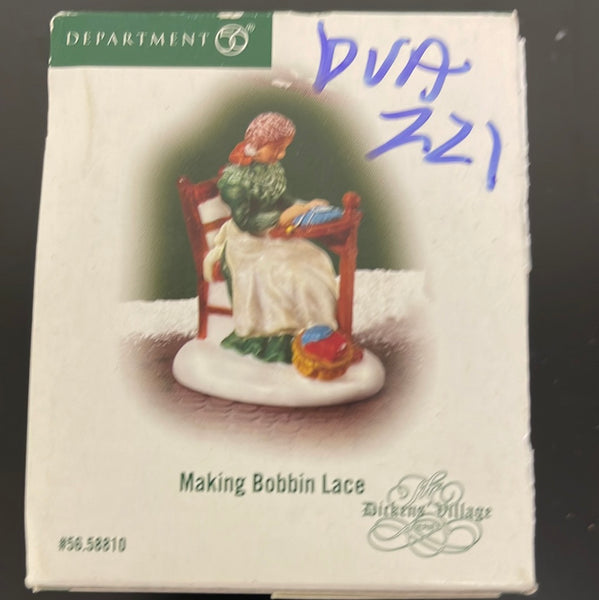 DEPARTMENT 56®
DVA
221
Making Bobbin Lace
The
Dickens' Village
SERIES®
#56.58810